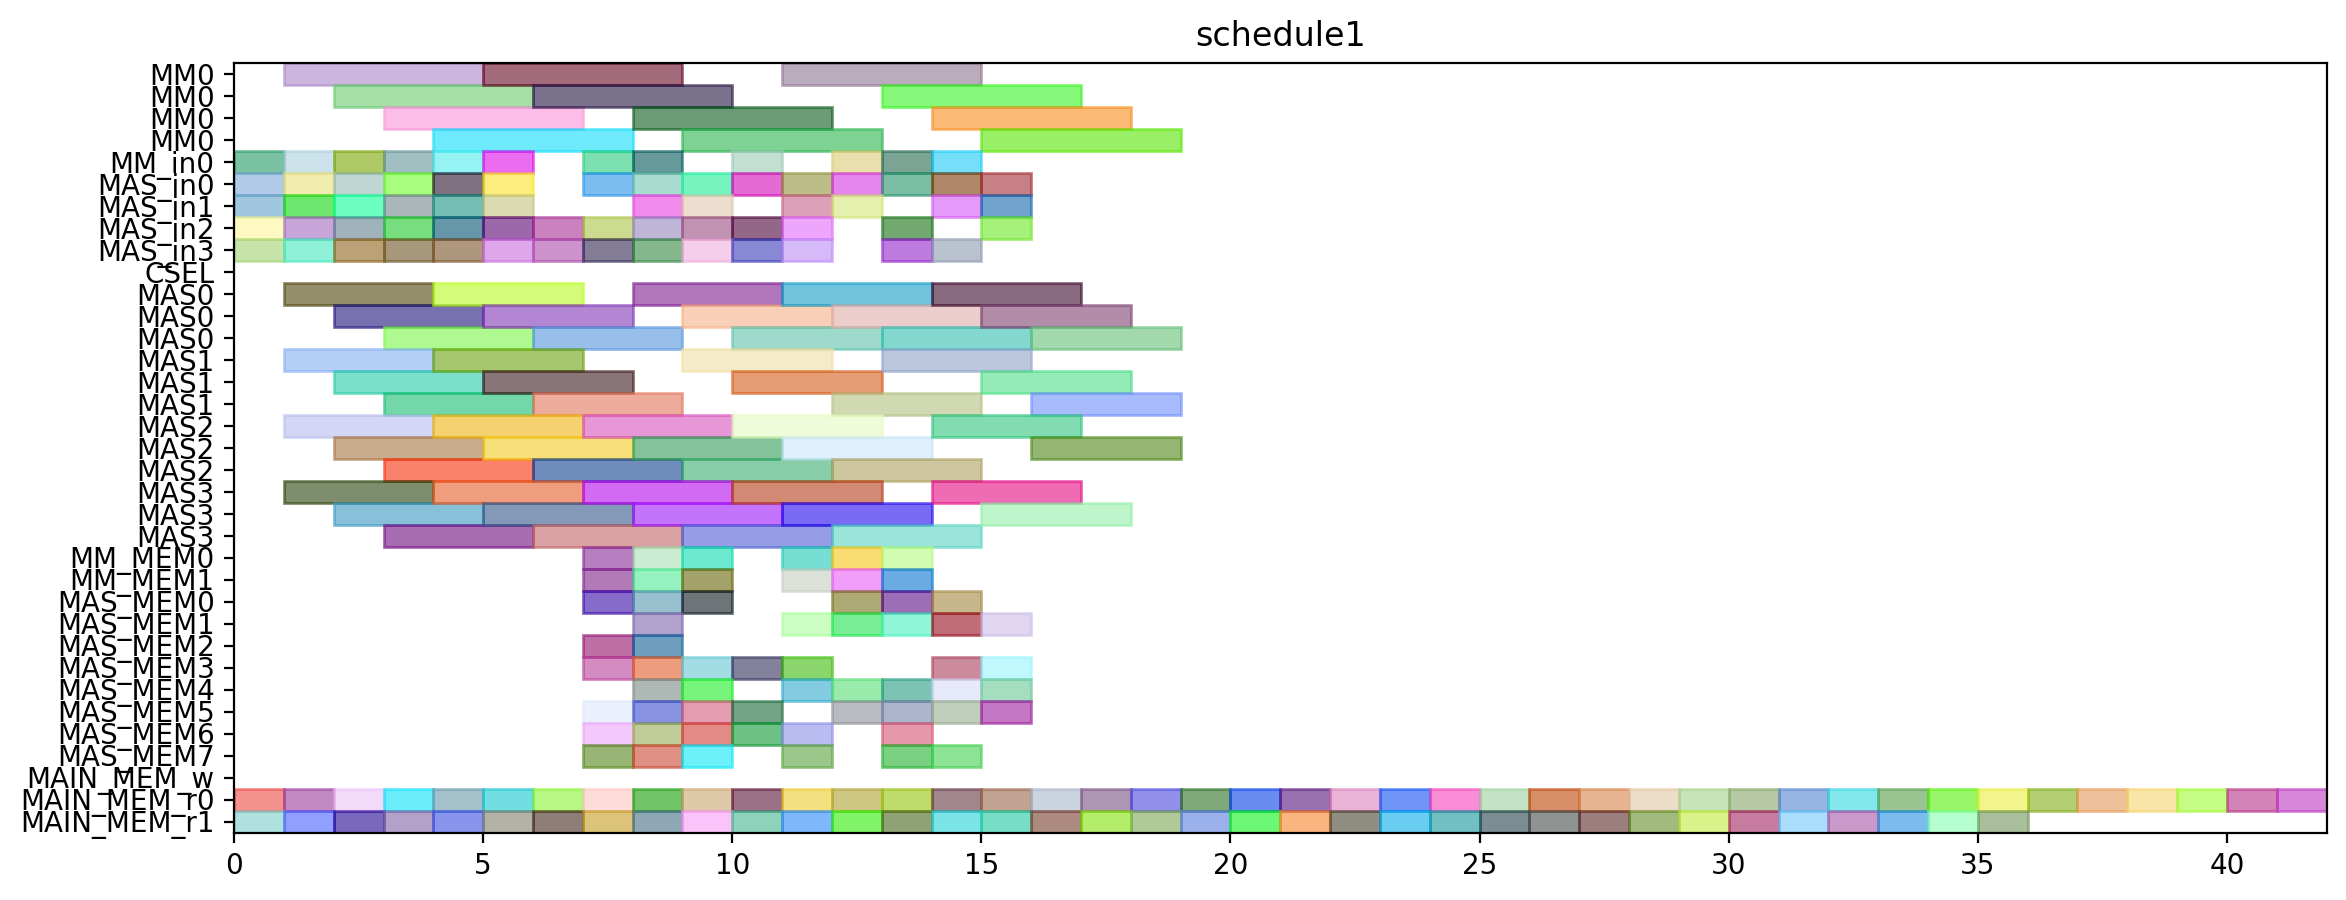 schedule1
MM0
MM0
MM0
MM0
MM_in0
MAS_in0
MAS_in1
MAS_in2
MAS_in3
CSEL
MAS0
MAS0
MAS0
MAS1
MAS1
MAS1
MAS2
MAS2
MAS2
MAS3
MAS3
MAS3
MM_MEM0
MM_MEM1
MAS_MEM0
MAS_MEM1
MAS_MEM2
MAS_MEM3
MAS_MEM4
MAS_MEM5
MAS_MEM6
MAS_MEM7
MAIN_MEM_w
MAIN_MEM_r0
MAIN_MEM_r1
0 5 10 15 20 25 30 35 40